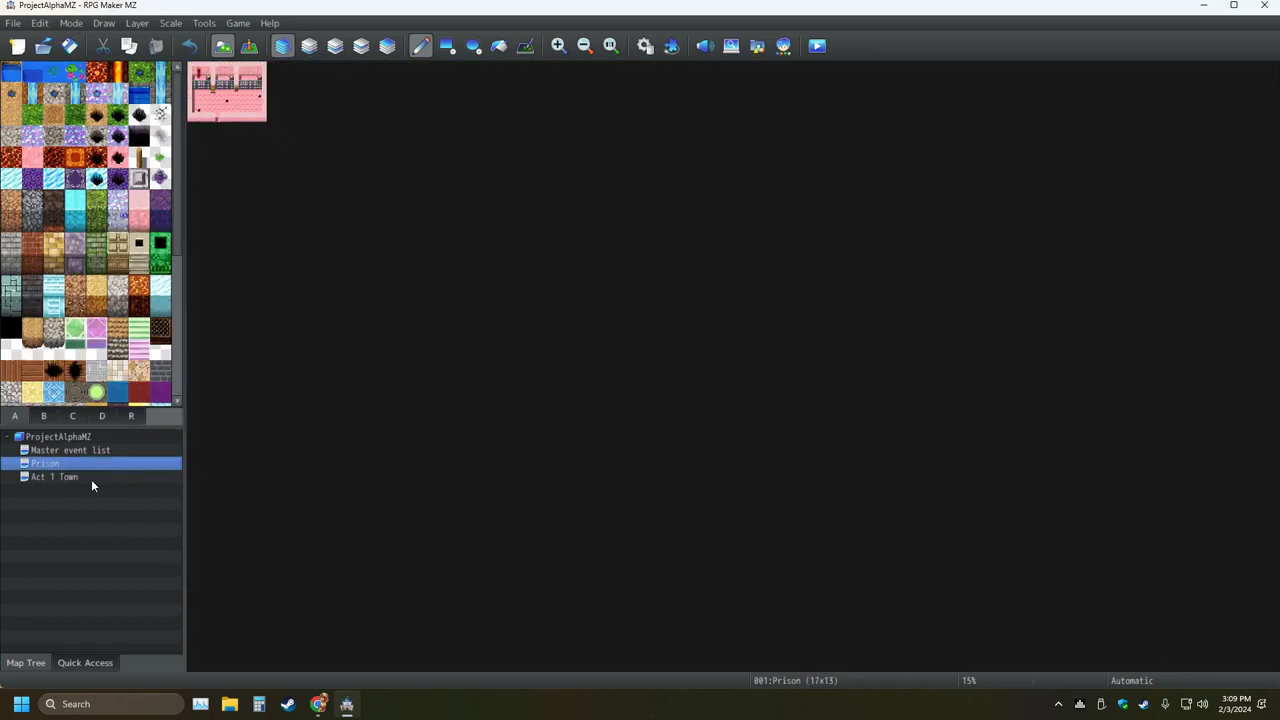 ProjectAlphaMZ - RPG Maker MZ
File Edit Mode Draw Layer Scale Tools Game Help
A B C D R
ProjectAlphaMZ
Master event list
Prison
Act 1 Town
Map Tree Quick Access
001:Prison (17x13) 15% Automatic
Search
3:09 PM
2/3/2024